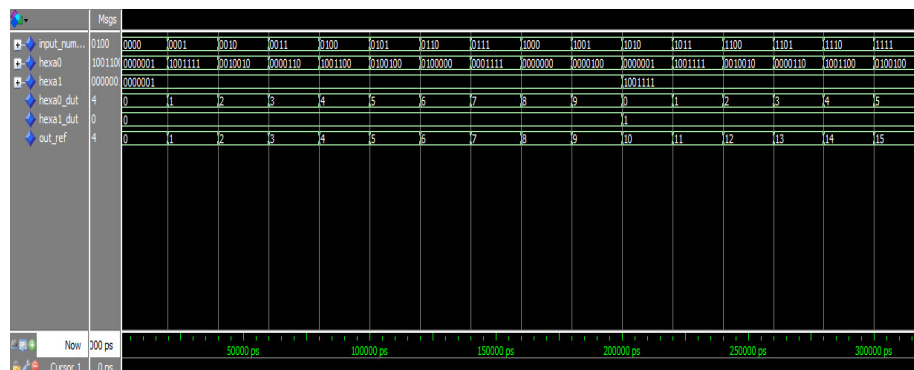 Msgs
input_num... 0100 0000 0001 0010 0011 0100 0101 0110 0111 1000 1001 1010 1011 1100 1101 1110 1111
hexa0 100110 0000001 1001111 0010010 0000110 1001100 0100100 0100000 0001111 0000000 0000100 0000001 1001111 0010010 0000110 1001100 0100100
hexa1 000000 0000001 1001111
hexa0_dut 4 0 1 2 3 4 5 6 7 8 9 0 1 2 3 4 5
hexa1_dut 0 0 1
out_ref 4 0 1 2 3 4 5 6 7 8 9 10 11 12 13 14 15
Now 000 ps
50000 ps 100000 ps 150000 ps 200000 ps 250000 ps 300000 ps
Cursor 1 0 ps